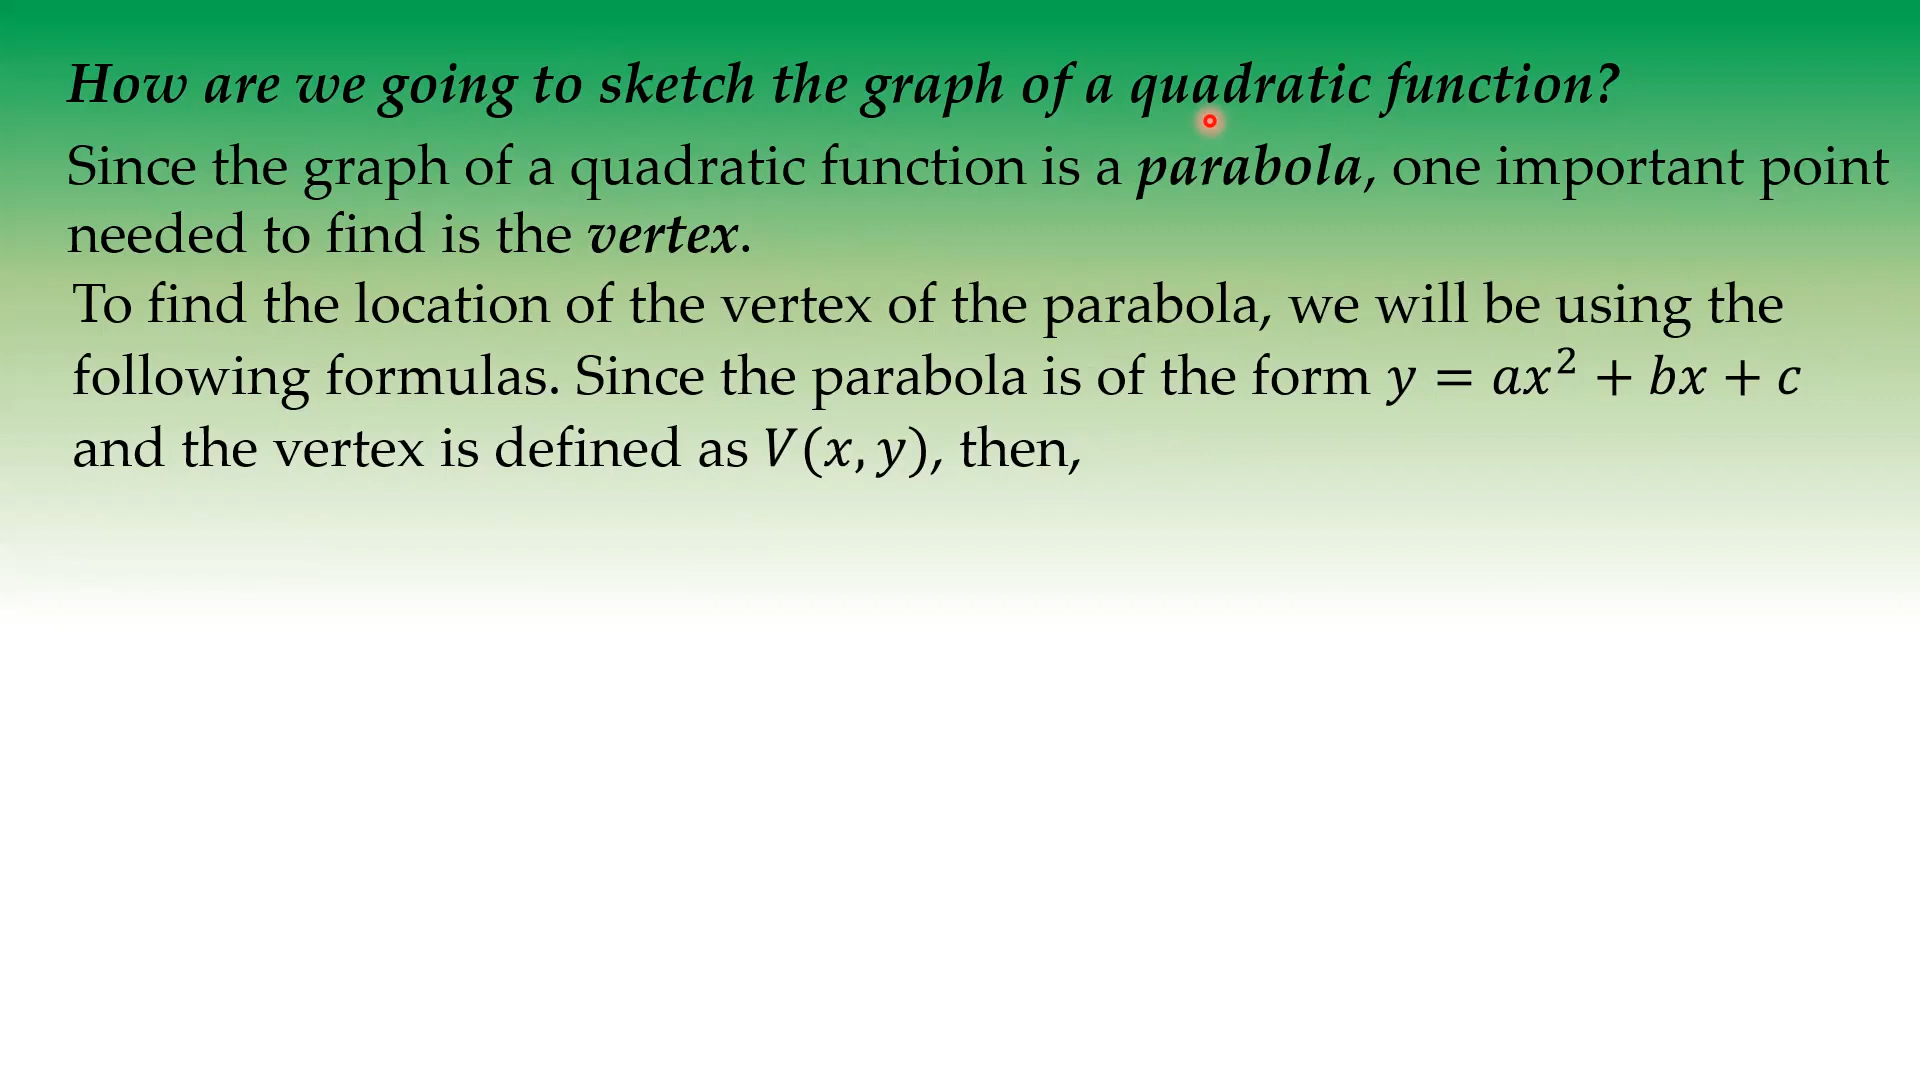 How are we going to sketch the graph of a quadratic function?
Since the graph of a quadratic function is a parabola, one important point
needed to find is the vertex.
To find the location of the vertex of the parabola, we will be using the
following formulas. Since the parabola is of the form y = ax² + bx + c
and the vertex is defined as V(x, y), then,